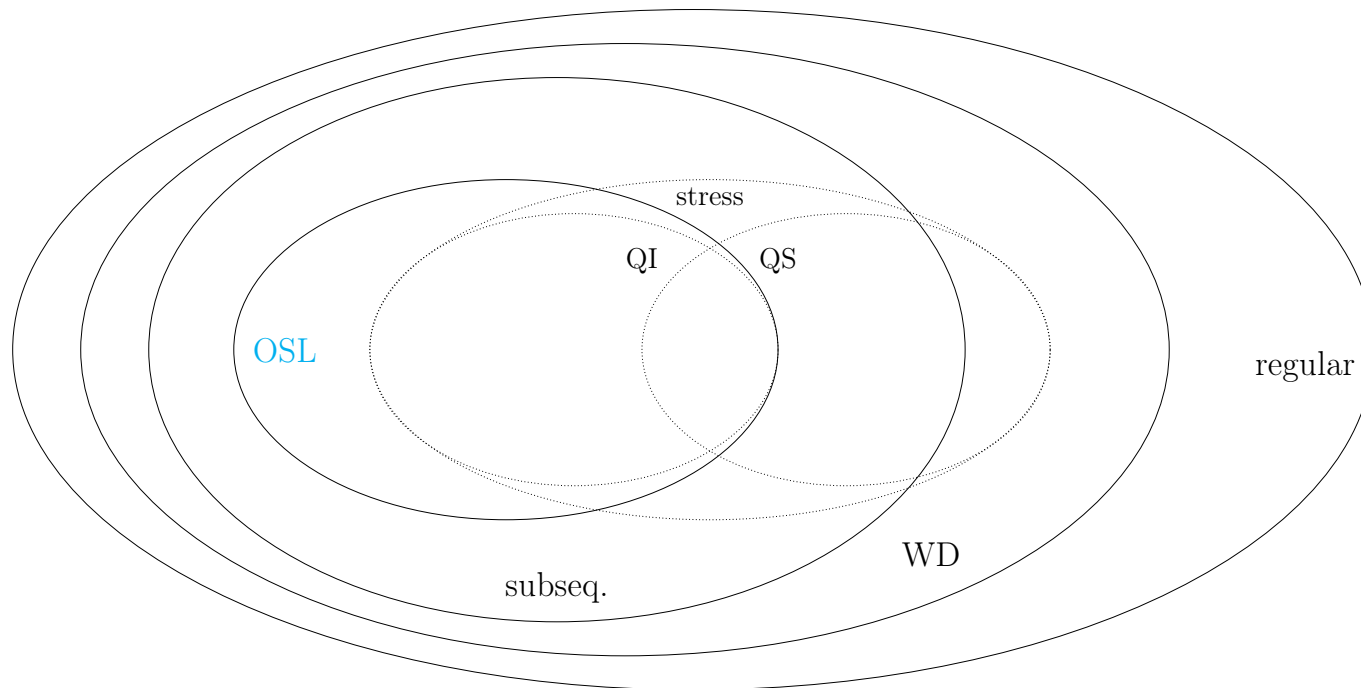 stress
QI
QS
OSL
regular
WD
subseq.